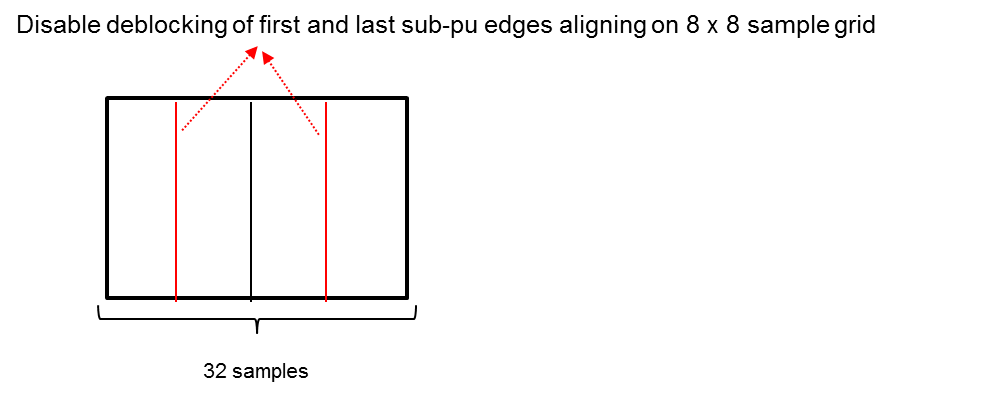 Disable deblocking of first and last sub-pu edges aligning on 8 x 8 sample grid
32 samples